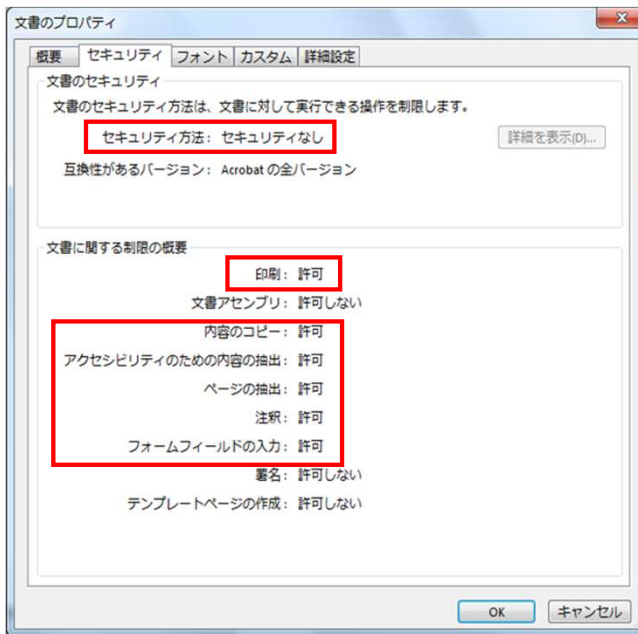 文書のプロパティ
概要 セキュリティ フォント カスタム 詳細設定
文書のセキュリティ
文書のセキュリティ方法は、文書に対して実行できる操作を制限します。
セキュリティ方法: セキュリティなし
詳細を表示(D)...
互換性があるバージョン: Acrobat の全バージョン
文書に関する制限の概要
印刷: 許可
文書アセンブリ: 許可しない
内容のコピー: 許可
アクセシビリティのための内容の抽出: 許可
ページの抽出: 許可
注釈: 許可
フォームフィールドの入力: 許可
署名: 許可しない
テンプレートページの作成: 許可しない
OK キャンセル